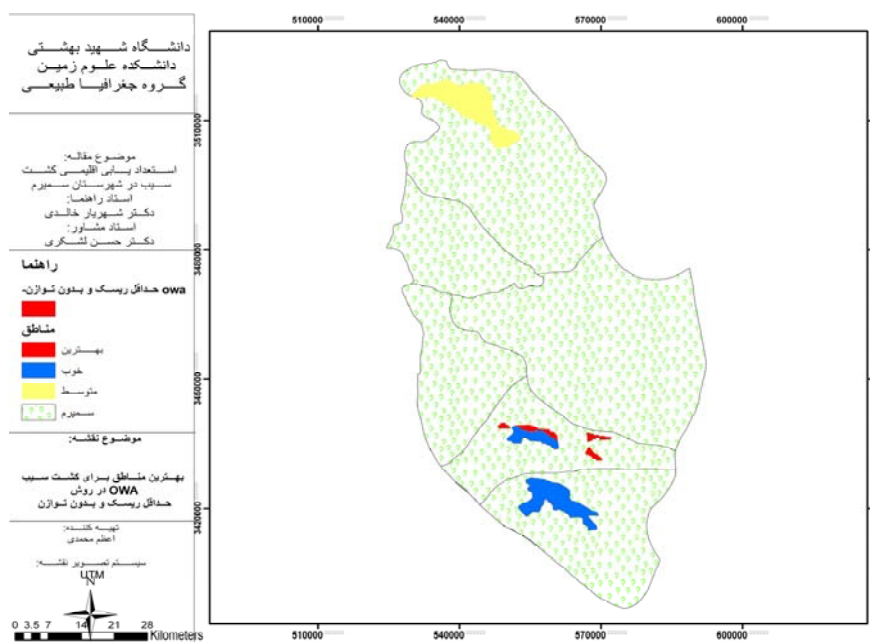 دانشگاه شهید بهشتی
دانشکده علوم زمین
گروه جغرافیا طبیعی
موضوع مقاله:
استعداد یابی اقلیمی کشت
سیب در شهرستان سمیرم
استاد راهنما:
دکتر شهریار خالدی
استاد مشاور:
دکتر حسن لشکری
راهنما
owa حداقل ریسک و بدون توازن-
مناطق
بهترین
خوب
متوسط
سمیرم
موضوع نقشه:
بهترین مناطق برای کشت سیب
در روش OWA
حداقل ریسک و بدون توازن
تهیه کننده:
اعظم محمدی
سیستم تصویر نقشه:
UTM
N
0 3.5 7 14 21 28
Kilometers
510000 540000 570000 600000
3510000
3480000
3450000
3420000
510000 540000 570000 600000